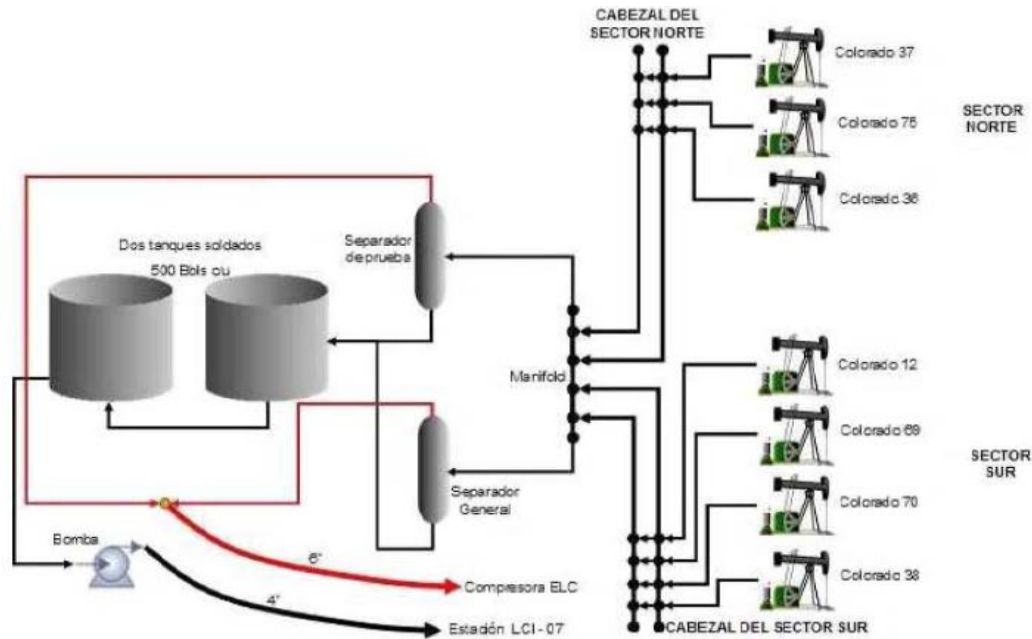 CABEZAL DEL
SECTOR NORTE
Colorado 37
Colorado 75
Colorado 36
SECTOR
NORTE
Dos tanques soldados
500 Bbls c/u
Separador
de prueba
Manifold
Separador
General
Colorado 12
Colorado 69
Colorado 70
Colorado 38
SECTOR
SUR
Bomba
6"
4"
Compresora ELC
Estación LCI - 07
CABEZAL DEL SECTOR SUR